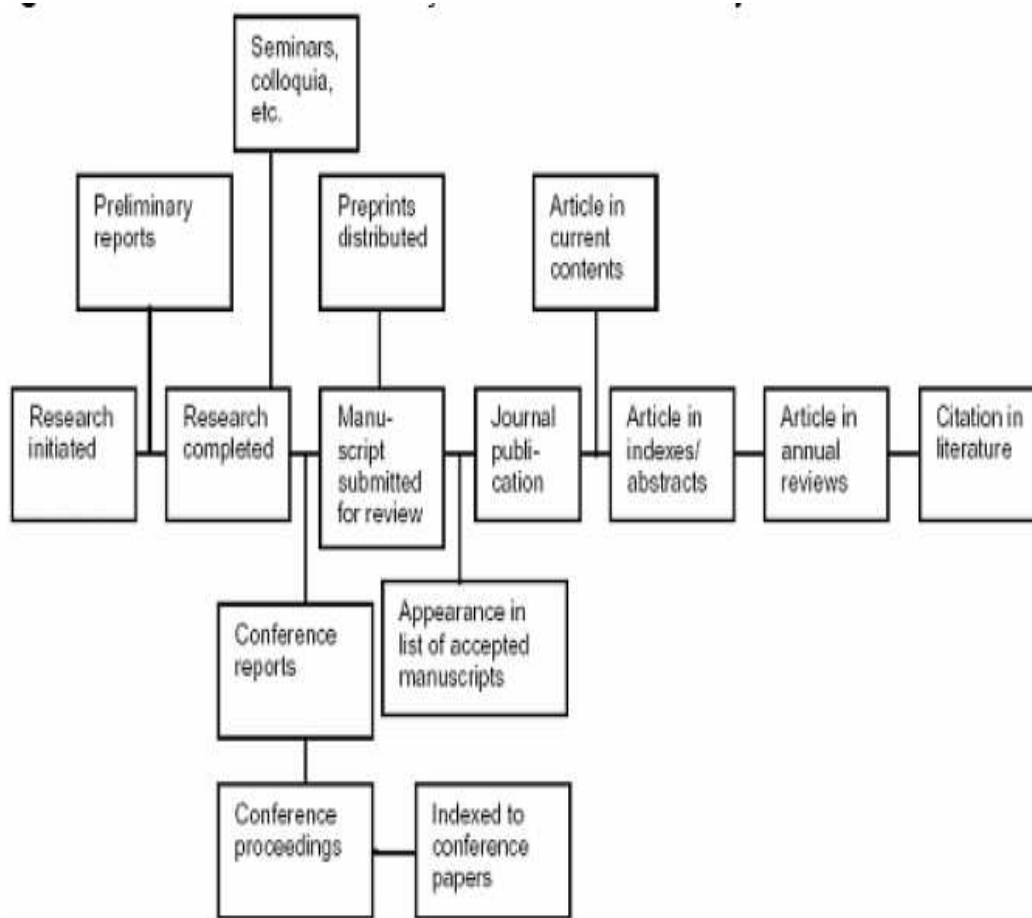 Seminars,
colloquia,
etc.
Preliminary
reports
Preprints
distributed
Article in
current
contents
Research
initiated
Research
completed
Manu-
script
submitted
for review
Journal
publi-
cation
Article in
indexes/
abstracts
Article in
annual
reviews
Citation in
literature
Conference
reports
Appearance in
list of accepted
manuscripts
Conference
proceedings
Indexed to
conference
papers